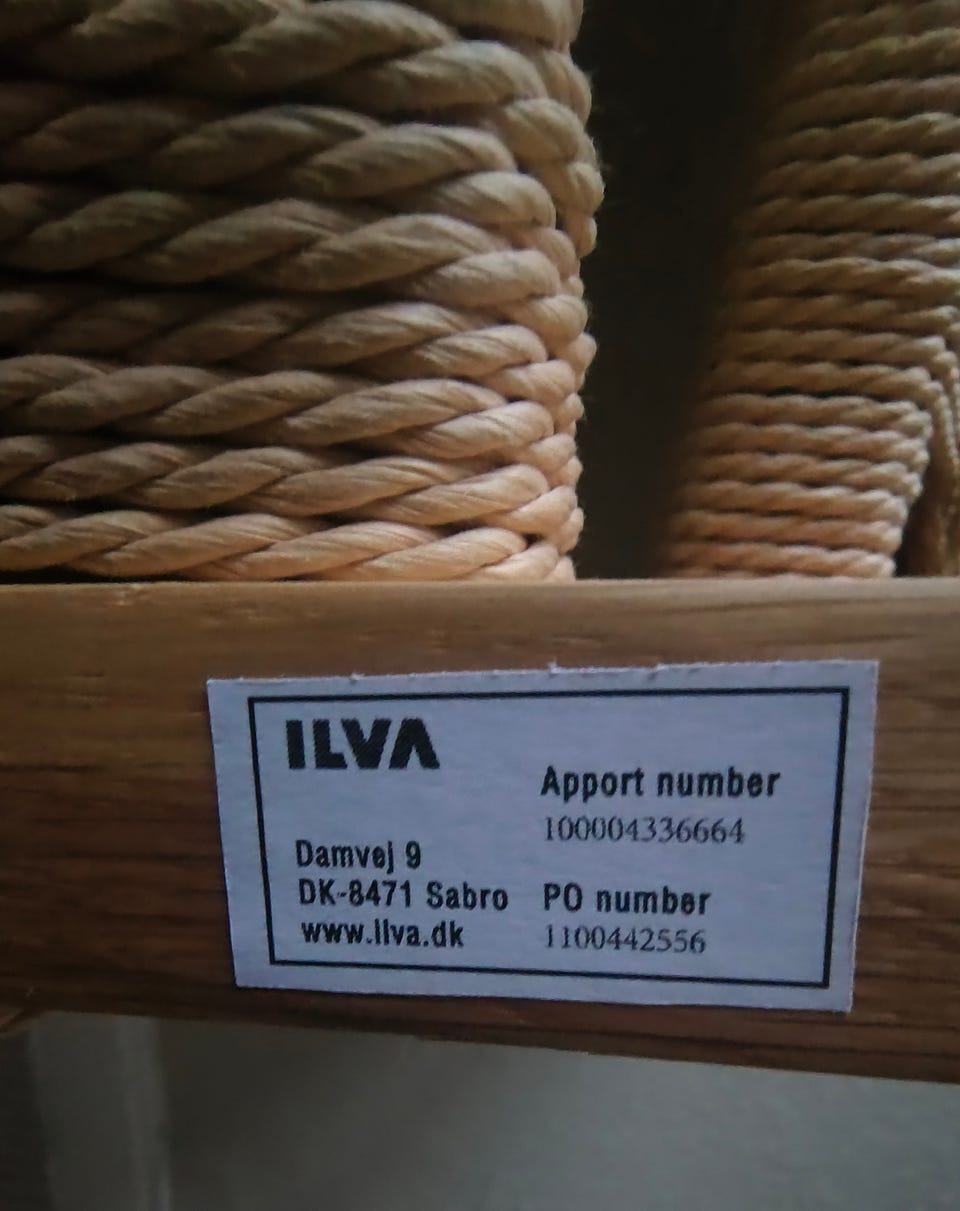 ILVA
Damvej 9
DK-8471 Sabro
www.ilva.dk
Apport number
100004336664
PO number
1100442556